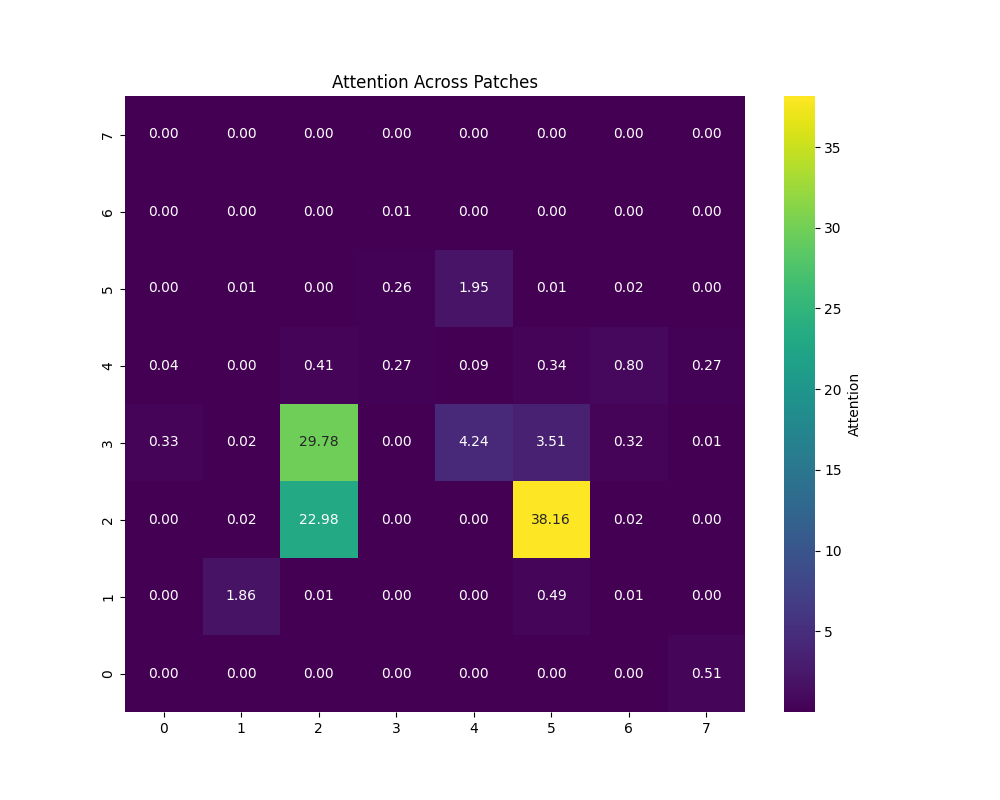 Attention Across Patches
7 0.00 0.00 0.00 0.00 0.00 0.00 0.00 0.00
6 0.00 0.00 0.00 0.01 0.00 0.00 0.00 0.00
5 0.00 0.01 0.00 0.26 1.95 0.01 0.02 0.00
4 0.04 0.00 0.41 0.27 0.09 0.34 0.80 0.27
3 0.33 0.02 29.78 0.00 4.24 3.51 0.32 0.01
2 0.00 0.02 22.98 0.00 0.00 38.16 0.02 0.00
1 0.00 1.86 0.01 0.00 0.00 0.49 0.01 0.00
0 0.00 0.00 0.00 0.00 0.00 0.00 0.00 0.51
0 1 2 3 4 5 6 7
35
30
25
20
15
10
5
Attention